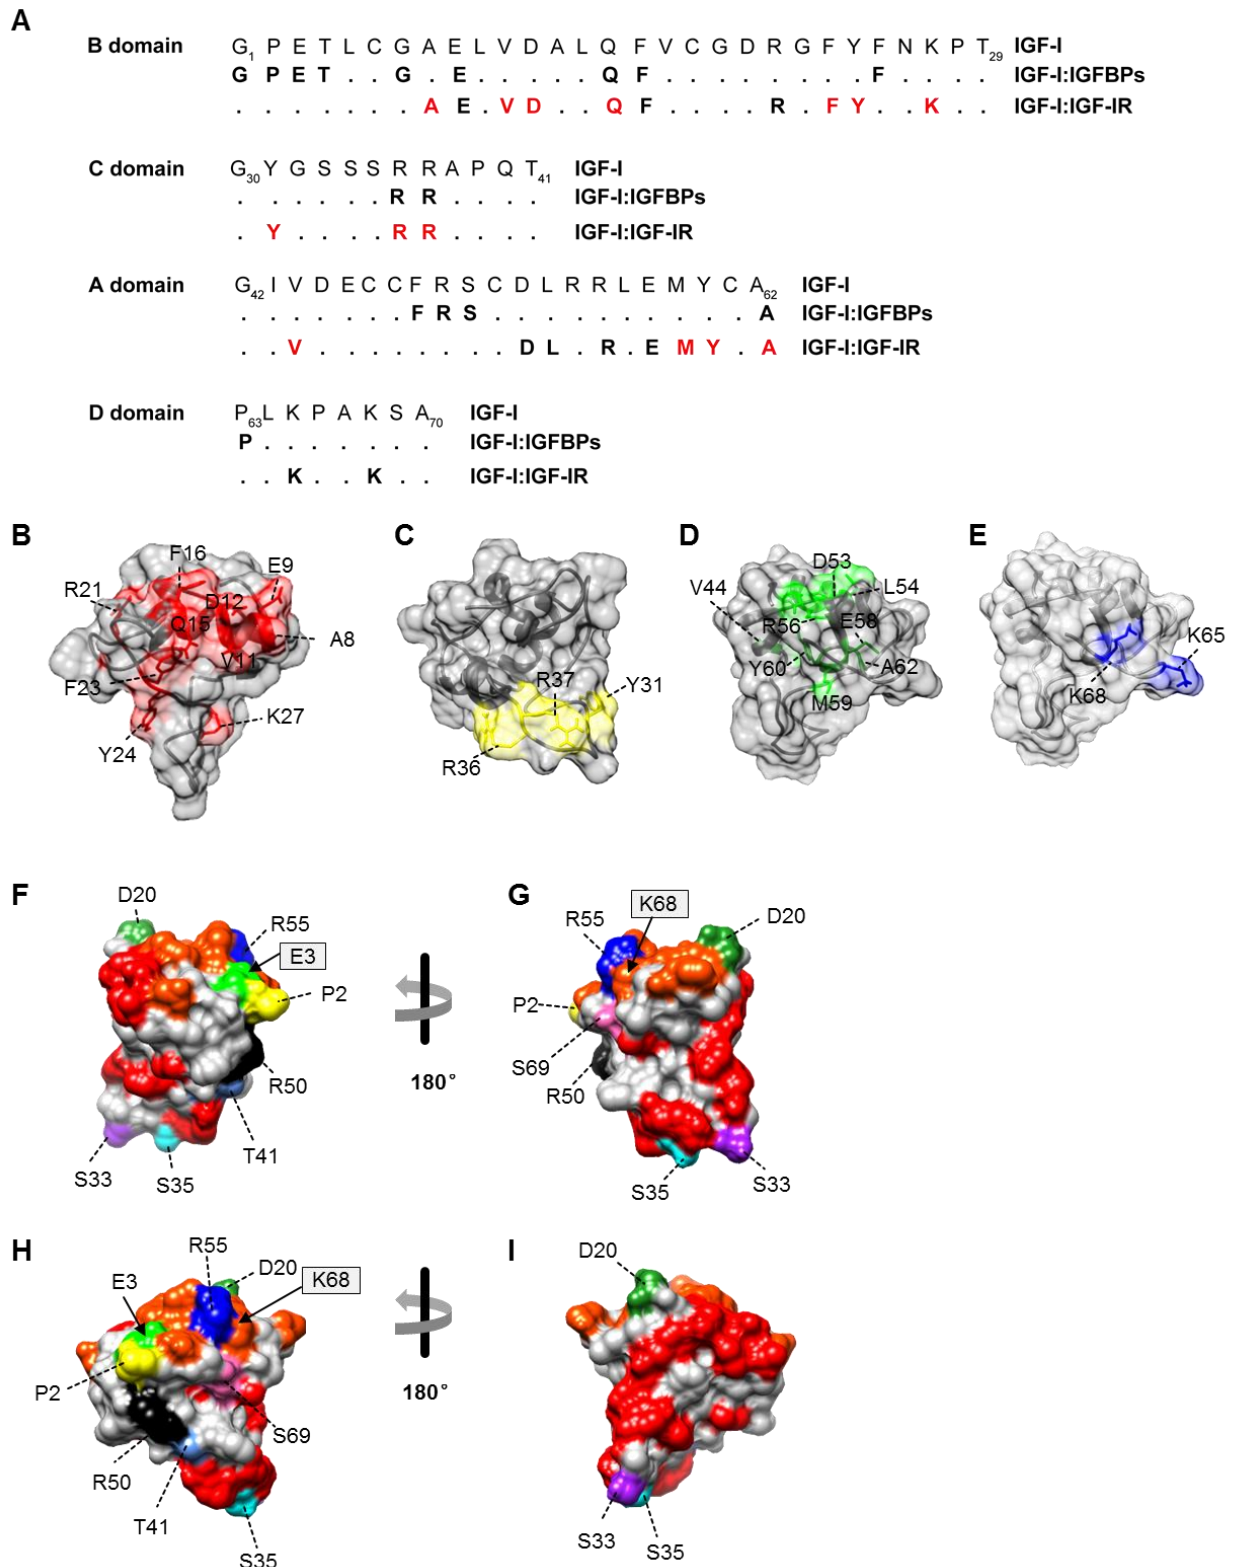 A
B domain G1 P E T L C G A E L V D A L Q F V C G D R G F Y F N K P T29 IGF-I
G P E T . . G . E . . . . . Q F . . . . . . . . F . . . . IGF-I:IGFBPs
. . . . . . . A E . V D . . Q F . . . . R . F Y . . K . . IGF-I:IGF-IR
C domain G30 Y G S S S R R A P Q T41 IGF-I
. . . . . . R R . . . . IGF-I:IGFBPs
. Y . . . . R R . . . . IGF-I:IGF-IR
A domain G42 I V D E C C F R S C D L R R L E M Y C A62 IGF-I
. . . . . . . F R S . . . . . . . . . . A IGF-I:IGFBPs
. . V . . . . . . . . D L . R . E M Y . A IGF-I:IGF-IR
D domain P63 L K P A K S A70 IGF-I
P . . . . . . . IGF-I:IGFBPs
. . K . . K . . IGF-I:IGF-IR
B
F16
E9
R21
D12
Q15
A8
V11
F23
K27
Y24
C
R37
Y31
R36
D
D53
V44
L54
R56
E58
Y60
A62
M59
E
K65
K68
F
D20
R55
E3
P2
R50
T41
S33
S35
180°
G
K68
R55
D20
P2
S69
R50
S35
S33
H
R55
D20
E3
K68
P2
S69
R50
T41
S35
180°
I
D20
S33
S35